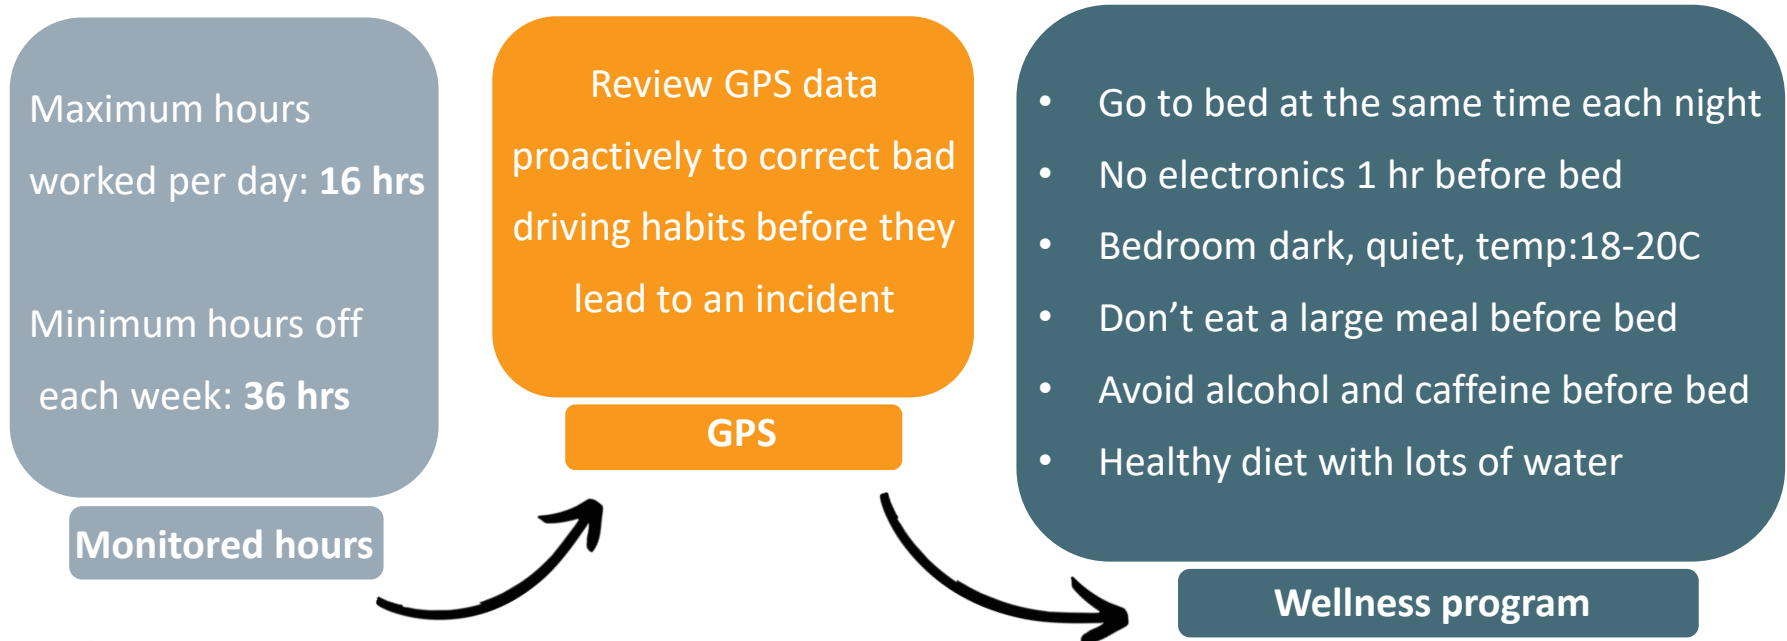 Maximum hours
worked per day: 16 hrs
Minimum hours off
each week: 36 hrs
Monitored hours
Review GPS data
proactively to correct bad
driving habits before they
lead to an incident
GPS
• Go to bed at the same time each night
• No electronics 1 hr before bed
• Bedroom dark, quiet, temp:18-20C
• Don’t eat a large meal before bed
• Avoid alcohol and caffeine before bed
• Healthy diet with lots of water
Wellness program